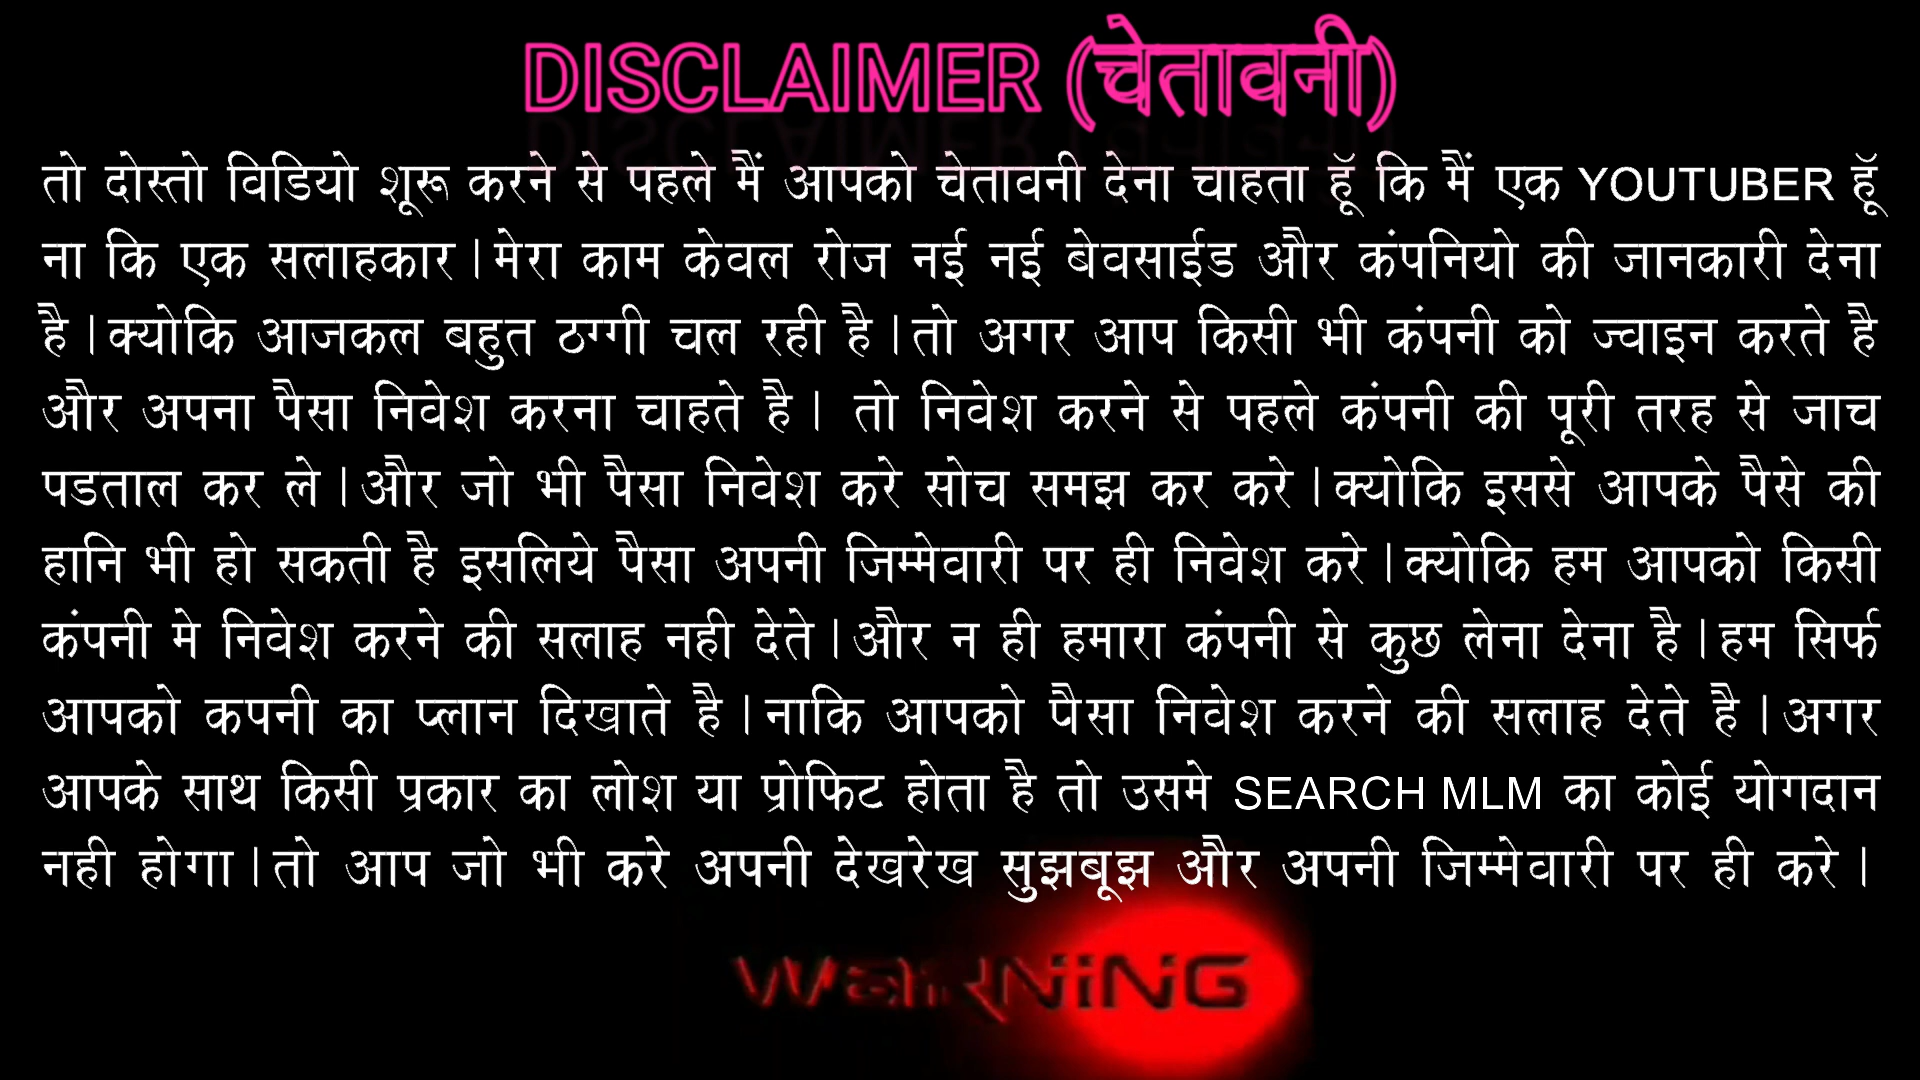 DISCLAIMER (चेतावनी)
तो दोस्तो विडियो शूरू करने से पहले मैं आपको चेतावनी देना चाहता हूॅ कि मैं एक YOUTUBER हूॅ
ना कि एक सलाहकार।मेरा काम केवल रोज नई नई बेवसाईड और कंपनियो की जानकारी देना
है।क्योकि आजकल बहुत ठग्गी चल रही है।तो अगर आप किसी भी कंपनी को ज्वाइन करते है
और अपना पैसा निवेश करना चाहते है। तो निवेश करने से पहले कंपनी की पूरी तरह से जाच
पडताल कर ले।और जो भी पैसा निवेश करे सोच समझ कर करे।क्योकि इससे आपके पैसे की
हानि भी हो सकती है इसलिये पैसा अपनी जिम्मेवारी पर ही निवेश करे।क्योकि हम आपको किसी
कंपनी मे निवेश करने की सलाह नही देते।और न ही हमारा कंपनी से कुछ लेना देना है।हम सिर्फ
आपको कपनी का प्लान दिखाते है।नाकि आपको पैसा निवेश करने की सलाह देते है।अगर
आपके साथ किसी प्रकार का लोश या प्रोफिट होता है तो उसमे SEARCH MLM का कोई योगदान
नही होगा।तो आप जो भी करे अपनी देखरेख सुझबूझ और अपनी जिम्मेवारी पर ही करे।
WaRNiNG